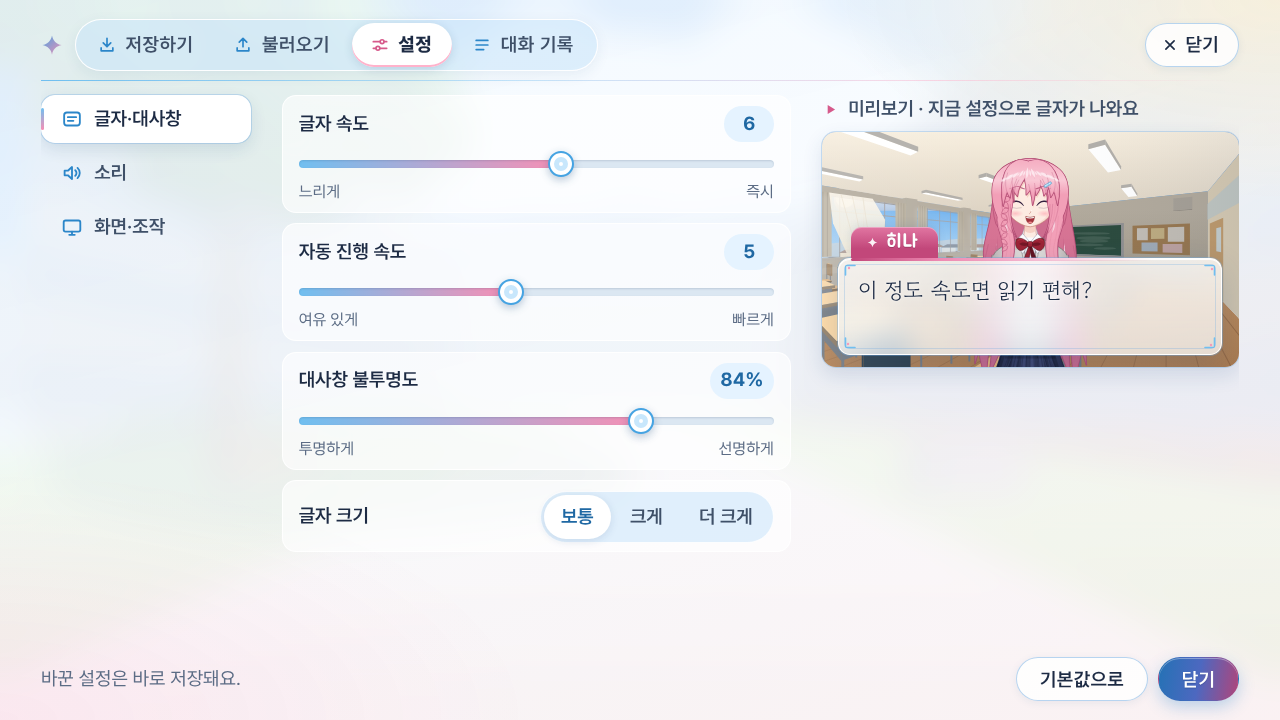 저장하기
불러오기
설정
대화 기록
닫기
글자·대사창
소리
화면·조작
글자 속도
6
느리게
즉시
자동 진행 속도
5
여유 있게
빠르게
대사창 불투명도
84%
투명하게
선명하게
글자 크기
보통
크게
더 크게
미리보기 · 지금 설정으로 글자가 나와요
히나
이 정도 속도면 읽기 편해?
바꾼 설정은 바로 저장돼요.
기본값으로
닫기